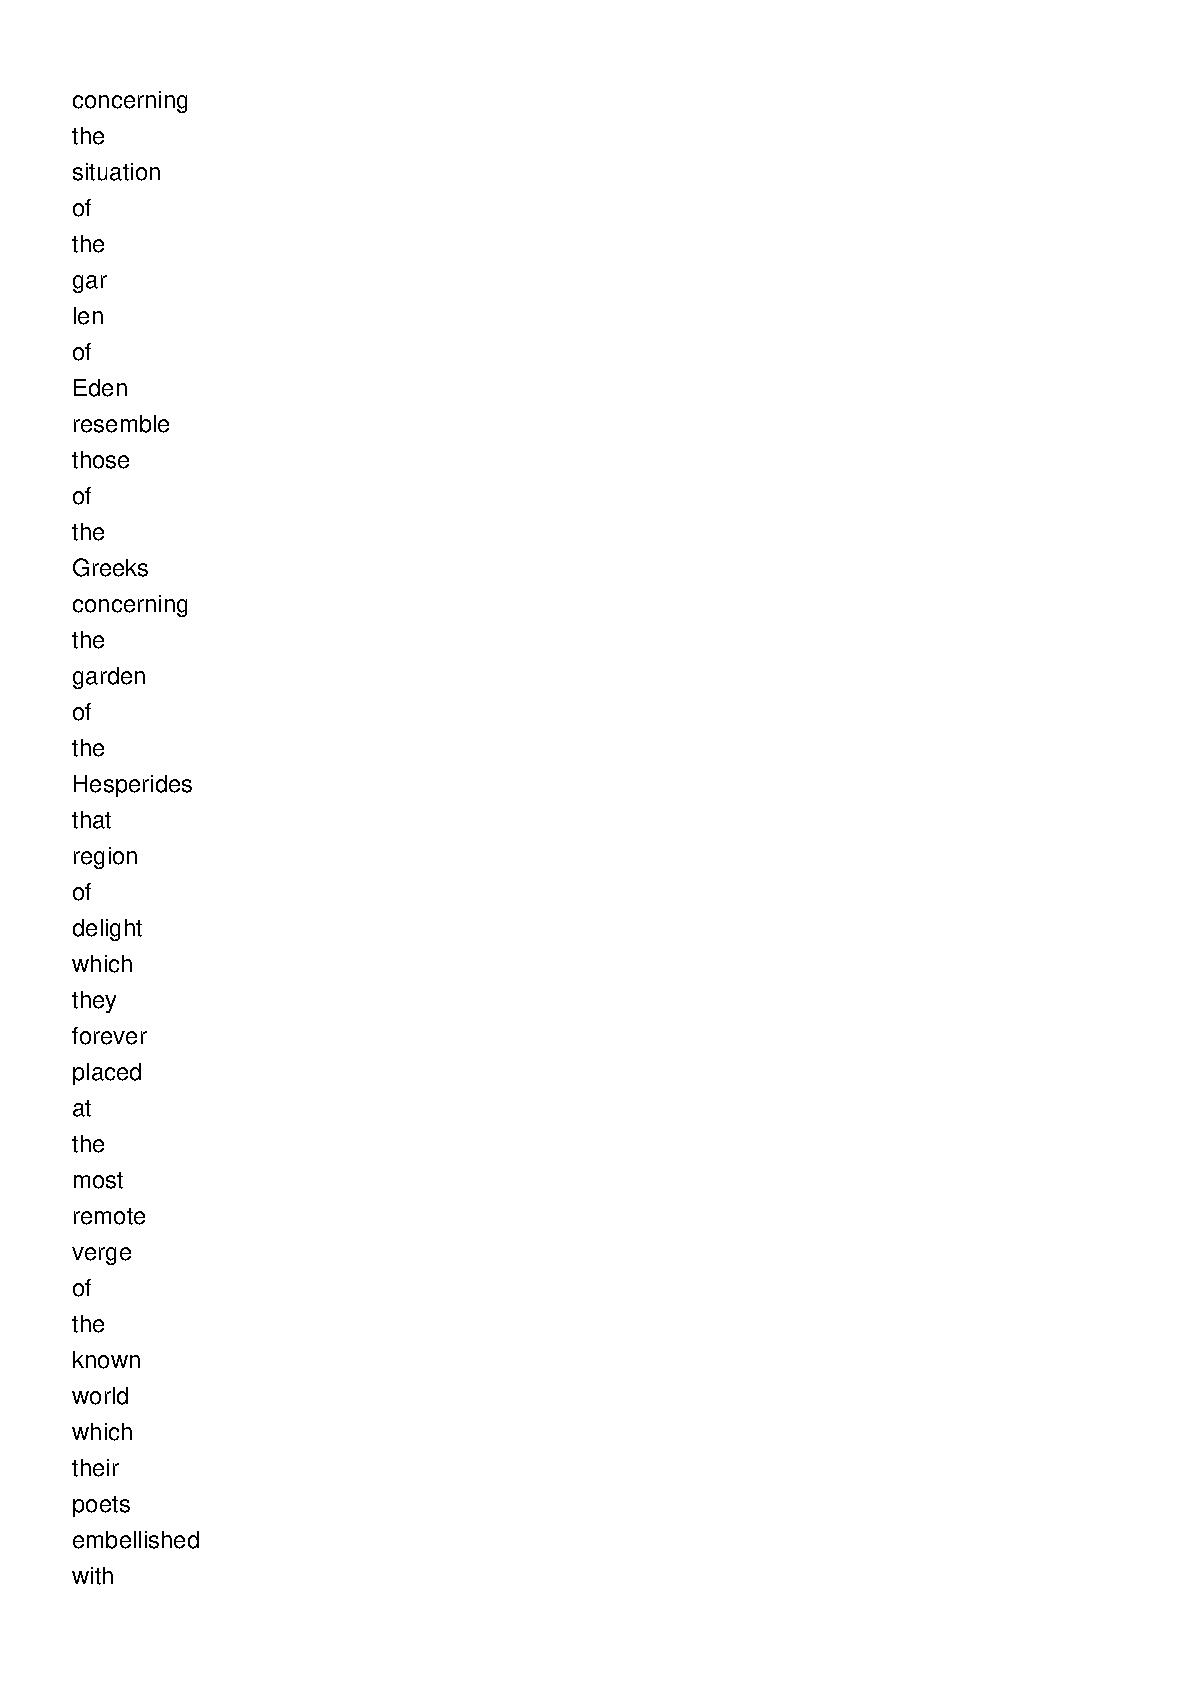 concerning
the
situation
of
the
gar
len
of
Eden
resemble
those
of
the
Greeks
concerning
the
garden
of
the
Hesperides
that
region
of
delight
which
they
forever
placed
at
the
most
remote
verge
of
the
known
world
which
their
poets
embellished
with